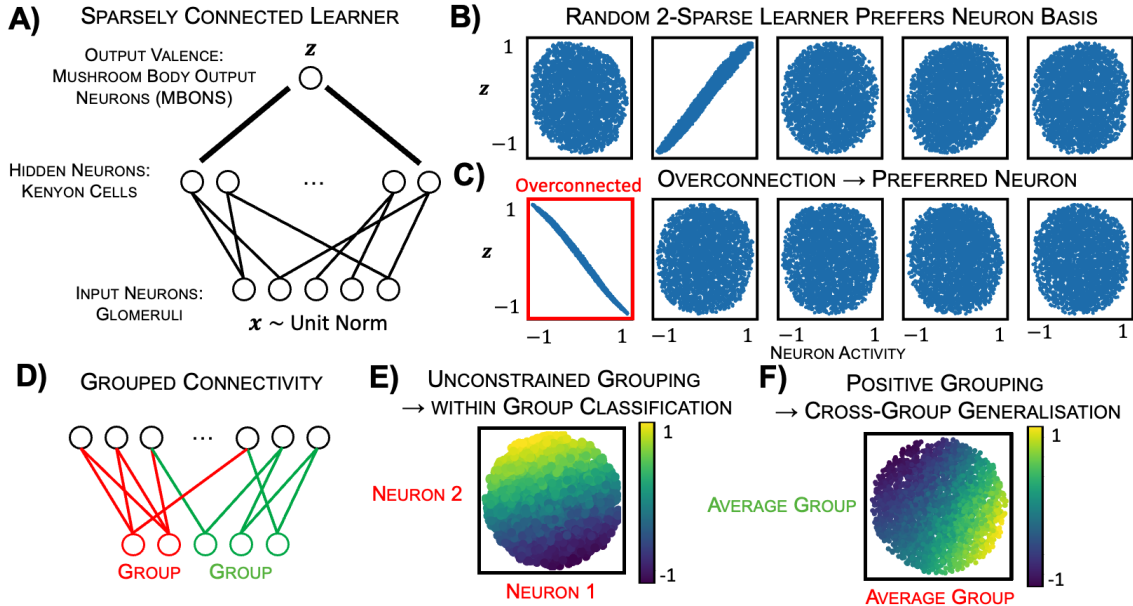 A) SPARSELY CONNECTED LEARNER
OUTPUT VALENCE:
MUSHROOM BODY OUTPUT
NEURONS (MBONS)
z
HIDDEN NEURONS:
KENYON CELLS
...
INPUT NEURONS:
GLOMERULI
x ~ Unit Norm
B) RANDOM 2-SPARSE LEARNER PREFERS NEURON BASIS
1
z
−1
C) OVERCONNECTION → PREFERRED NEURON
Overconnected
1
z
−1
−1 1 −1 1 −1 1 −1 1 −1 1
NEURON ACTIVITY
D) GROUPED CONNECTIVITY
...
GROUP GROUP
E) UNCONSTRAINED GROUPING
→ WITHIN GROUP CLASSIFICATION
1
NEURON 2
-1
NEURON 1
F) POSITIVE GROUPING
→ CROSS-GROUP GENERALISATION
1
AVERAGE GROUP
-1
AVERAGE GROUP